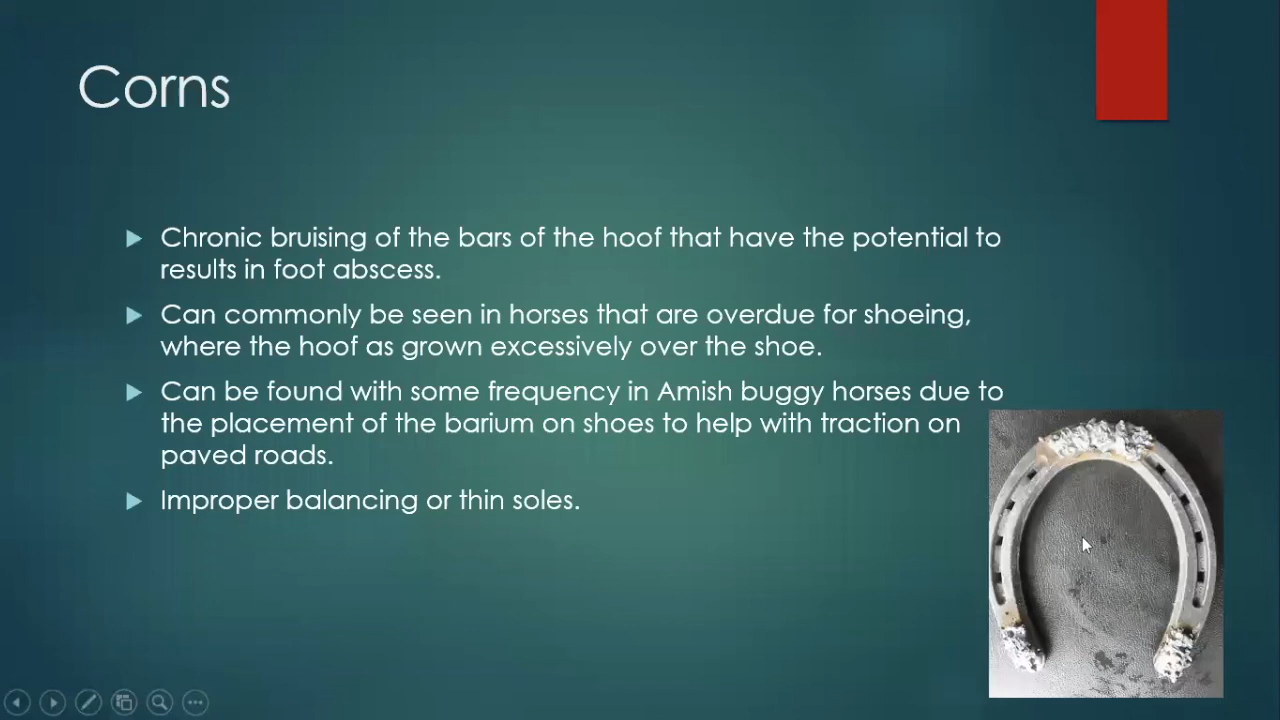 Corns
Chronic bruising of the bars of the hoof that have the potential to
results in foot abscess.
Can commonly be seen in horses that are overdue for shoeing,
where the hoof as grown excessively over the shoe.
Can be found with some frequency in Amish buggy horses due to
the placement of the barium on shoes to help with traction on
paved roads.
Improper balancing or thin soles.